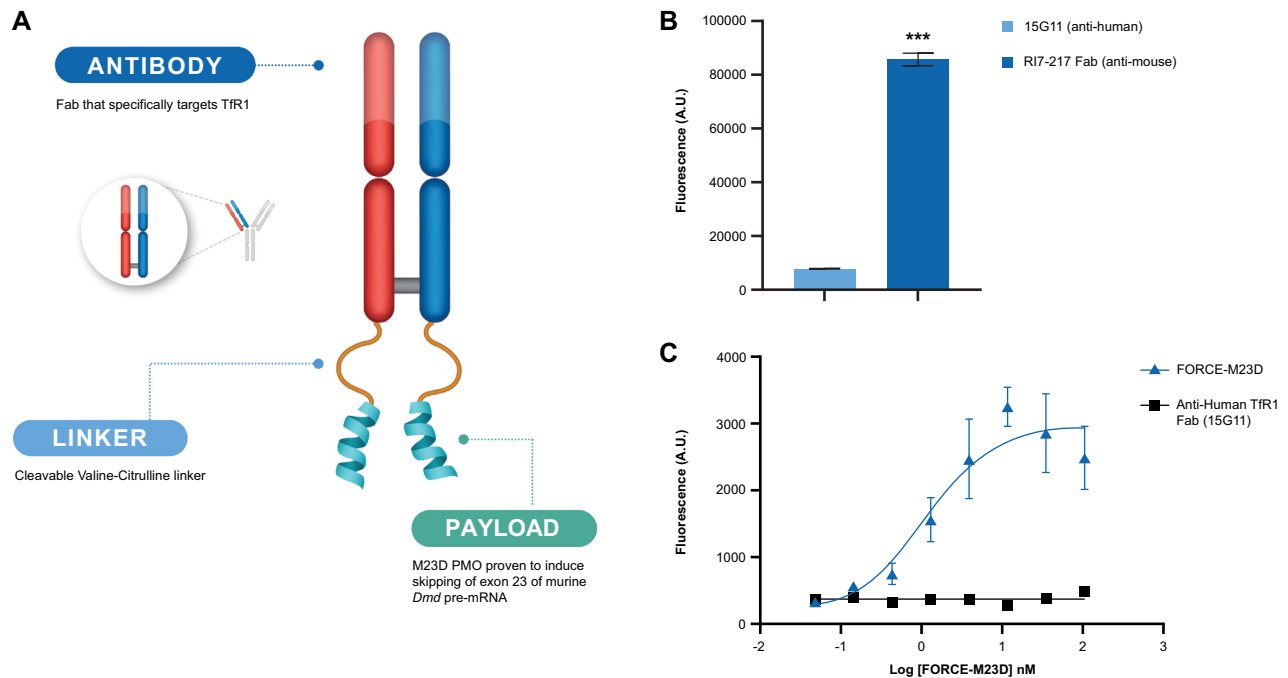 A
ANTIBODY
Fab that specifically targets TfR1
LINKER
Cleavable Valine-Citrulline linker
PAYLOAD
M23D PMO proven to induce
skipping of exon 23 of murine
Dmd pre-mRNA
B
100000
80000
60000
40000
20000
0
Fluorescence (A.U.)
***
15G11 (anti-human)
RI7-217 Fab (anti-mouse)
C
4000
3000
2000
1000
0
Fluorescence (A.U.)
-2
-1
0
1
2
3
Log [FORCE-M23D] nM
FORCE-M23D
Anti-Human TfR1
Fab (15G11)